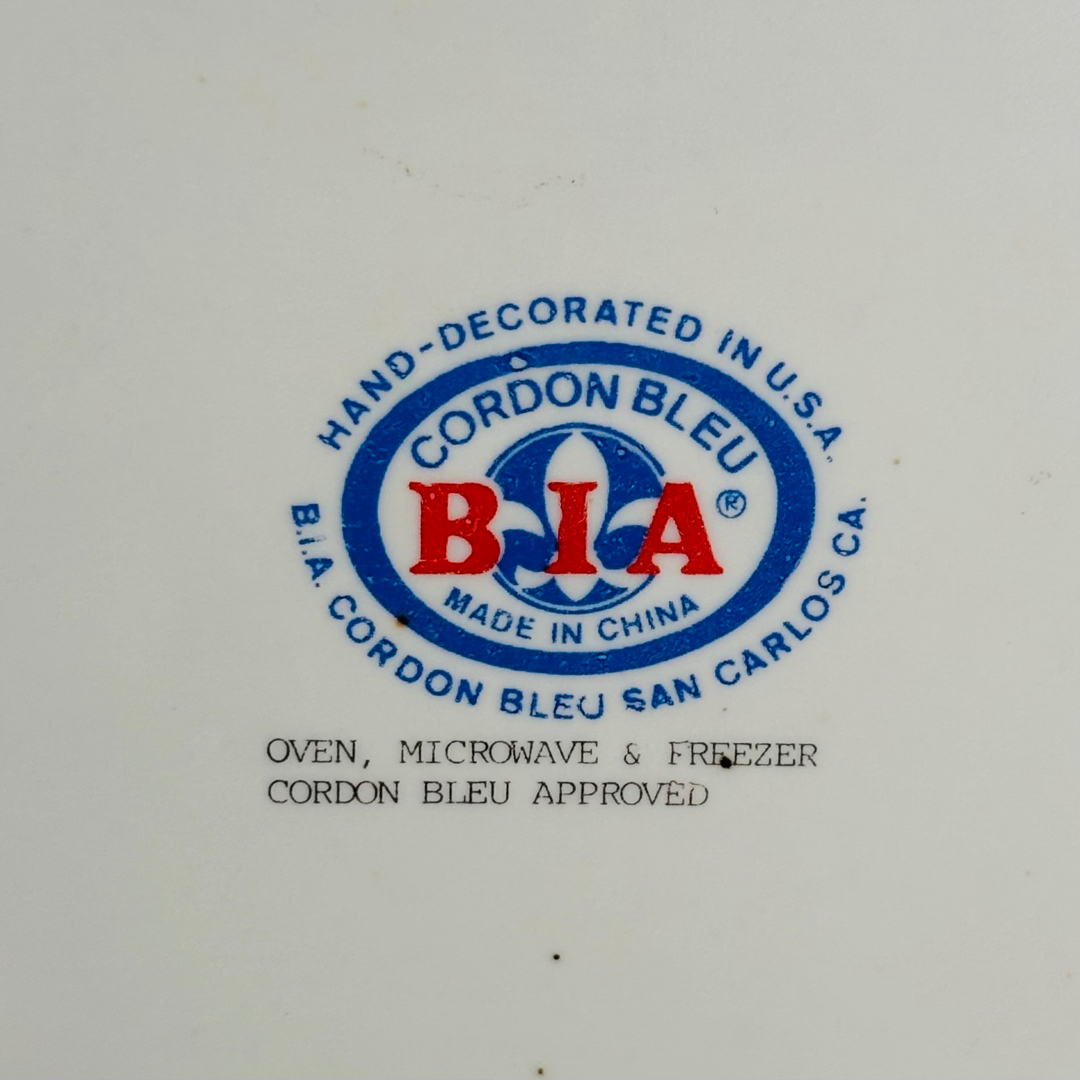 HAND-DECORATED IN U.S.A.
CORDON BLEU
BIA ®
MADE IN CHINA
B.I.A. CORDON BLEU SAN CARLOS CA.
OVEN, MICROWAVE & FREEZER
CORDON BLEU APPROVED